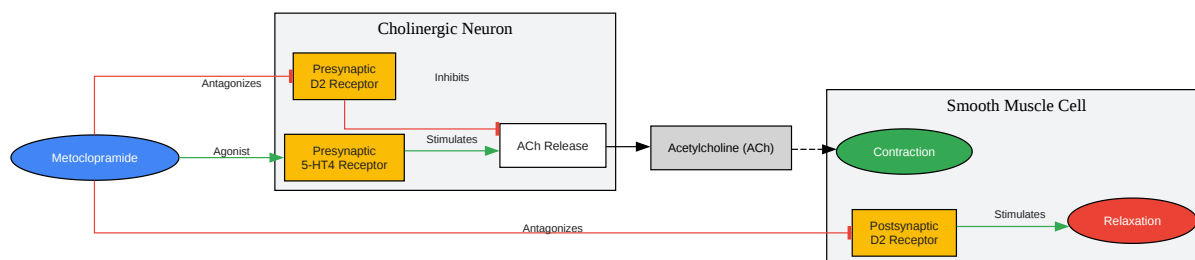 Cholinergic Neuron
Presynaptic
D2 Receptor
Inhibits
Antagonizes
Smooth Muscle Cell
Metoclopramide
Agonist
Presynaptic
5-HT4 Receptor
Stimulates
ACh Release
Acetylcholine (ACh)
Contraction
Antagonizes
Postsynaptic
D2 Receptor
Stimulates
Relaxation